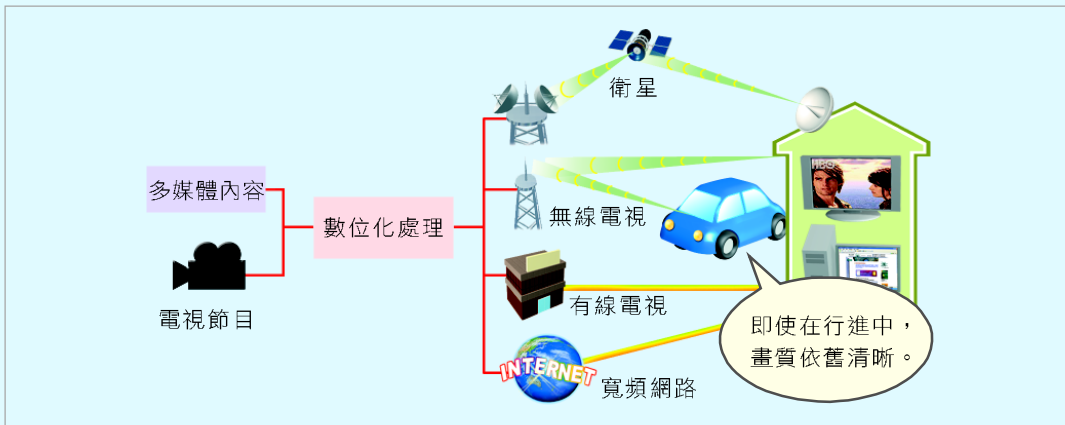 衛星
多媒體內容
數位化處理
無線電視
電視節目
有線電視
即使在行進中，
畫質依舊清晰。
INTERNET
寬頻網路